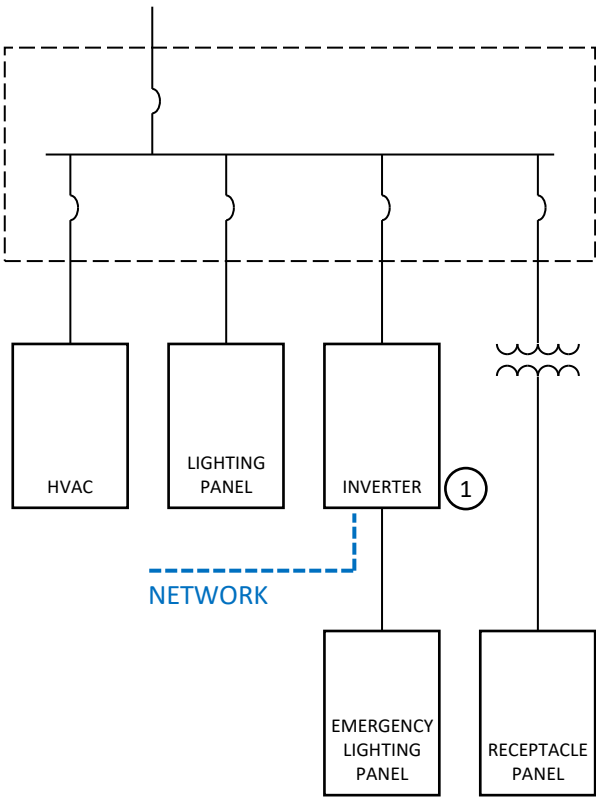 HVAC
LIGHTING
PANEL
INVERTER
1
NETWORK
EMERGENCY
LIGHTING
PANEL
RECEPTACLE
PANEL